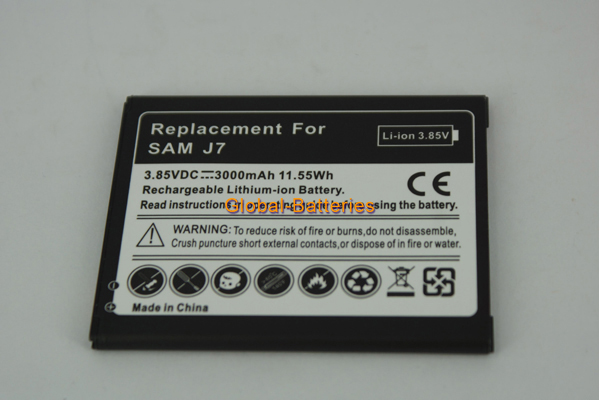 Replacement For
SAM J7
Li-ion 3.85V
3.85VDC 3000mAh 11.55Wh
Rechargeable Lithium-ion Battery.
Read instructions before use.
Global-Batteries
WARNING: To reduce risk of fire or burns,do not disassemble,
Crush puncture short external contacts,or dispose of in fire or water.
Made in China
CE